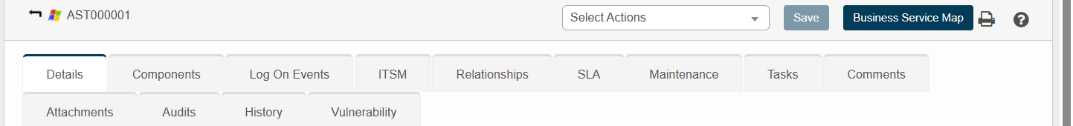 AST000001 Select Actions Save Business Service Map
Details Components Log On Events ITSM Relationships SLA Maintenance Tasks Comments
Attachments Audits History Vulnerability